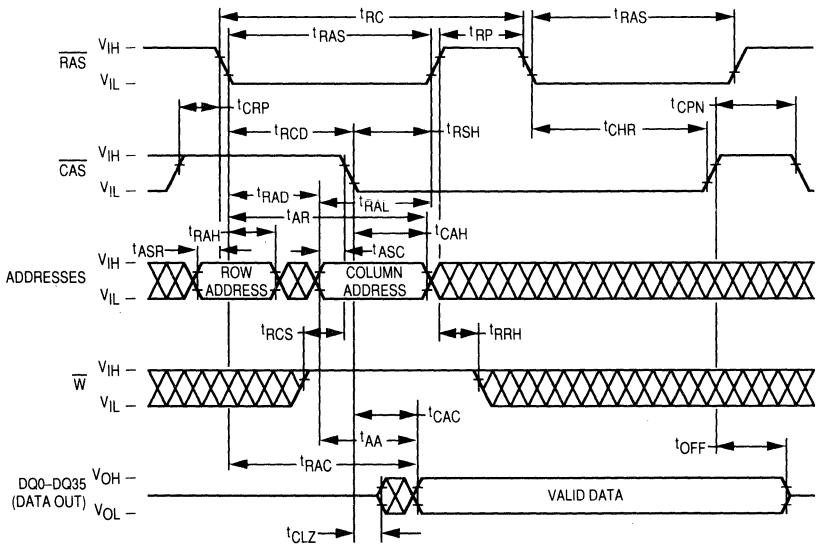 tRC
tRAS tRP tRAS
RAS VIH –
VIL –
tCRP tCPN
tRCD tRSH tCHR
CAS VIH –
VIL –
tRAD tRAL
tAR
tRAH tCAH
tASR tASC
ADDRESSES VIH –
VIL –
ROW ADDRESS
COLUMN ADDRESS
tRCS tRRH
W VIH –
VIL –
tCAC
tAA tOFF
tRAC
DQ0–DQ35
(DATA OUT)
VOH –
VOL –
VALID DATA
tCLZ